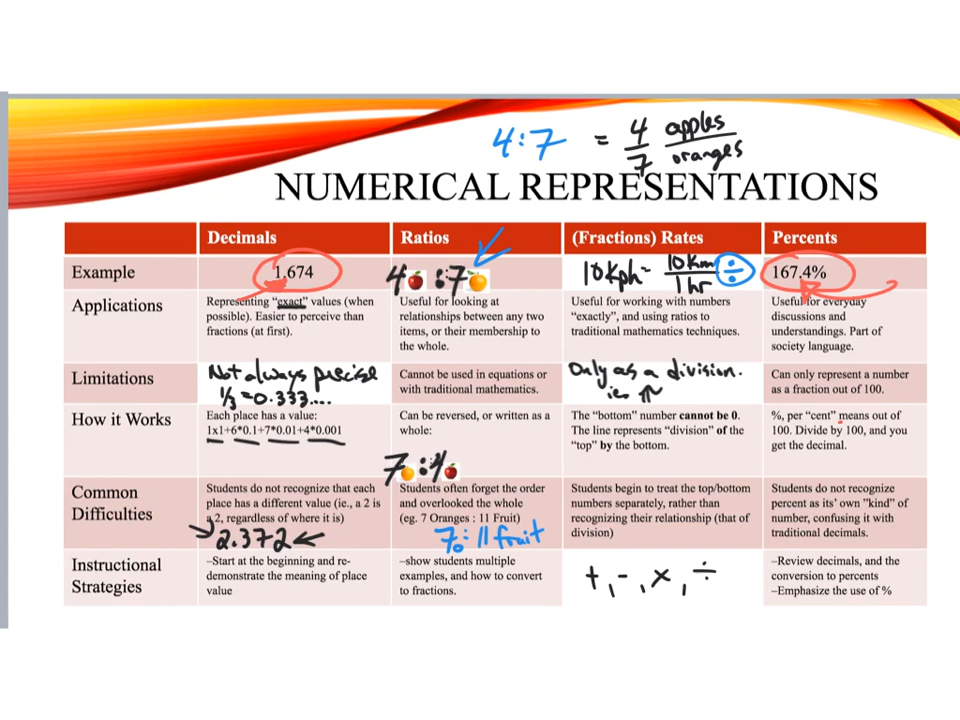 4:7 = 4/7 apples/oranges
NUMERICAL REPRESENTATIONS
Decimals
Ratios
(Fractions) Rates
Percents
Example
1.674
4 : 7
10kph = 10Km/1hr ÷
167.4%
Applications
Representing “exact” values (when
possible). Easier to perceive than
fractions (at first).
Useful for looking at
relationships between any two
items, or their membership to
the whole.
Useful for working with numbers
“exactly”, and using ratios to
traditional mathematics techniques.
Useful for everyday
discussions and
understandings. Part of
society language.
Limitations
Not always precise
1/3 = 0.333....
Cannot be used in equations or
with traditional mathematics.
Only as a division.
ie.
Can only represent a number
as a fraction out of 100.
How it Works
Each place has a value:
1x1+6*0.1+7*0.01+4*0.001
Can be reversed, or written as a
whole:
7 : 4
The “bottom” number cannot be 0.
The line represents “division” of the
“top” by the bottom.
%, per “cent” means out of
100. Divide by 100, and you
get the decimal.
Common
Difficulties
Students do not recognize that each
place has a different value (ie., a 2 is
a 2, regardless of where it is)
2.372
Students often forget the order
and overlooked the whole
(eg. 7 Oranges : 11 Fruit)
7o : 11 fruit
Students begin to treat the top/bottom
numbers separately, rather than
recognizing their relationship (that of
division)
Students do not recognize
percent as its’ own "kind" of
number, confusing it with
traditional decimals.
Instructional
Strategies
–Start at the beginning and re-
demonstrate the meaning of place
value
–show students multiple
examples, and how to convert
to fractions.
+, -, x, ÷
–Review decimals, and the
conversion to percents
–Emphasize the use of %